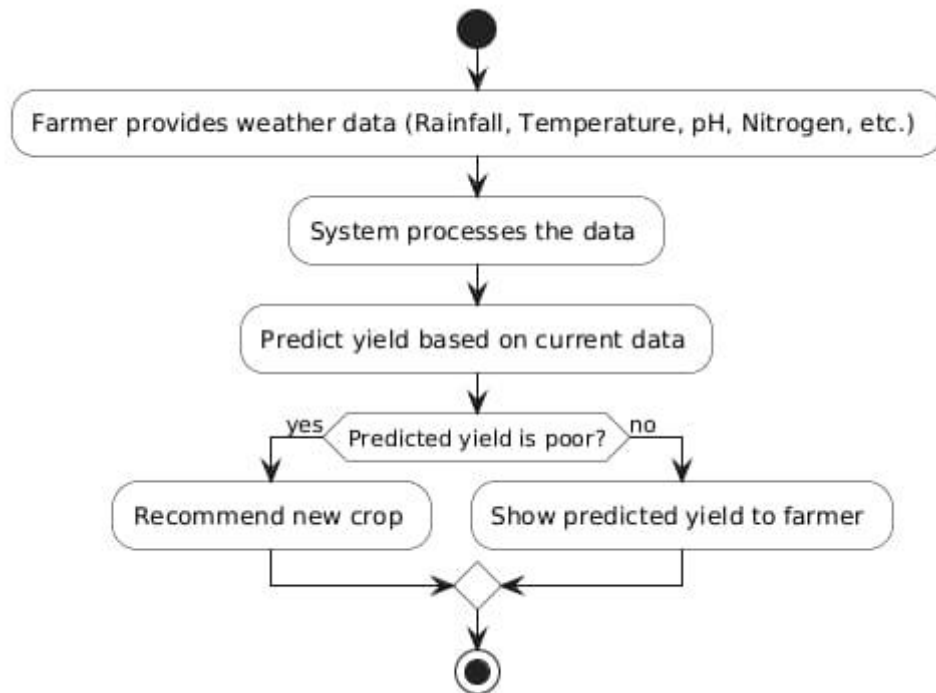 Farmer provides weather data (Rainfall, Temperature, pH, Nitrogen, etc.)
System processes the data
Predict yield based on current data
yes
Predicted yield is poor?
no
Recommend new crop
Show predicted yield to farmer